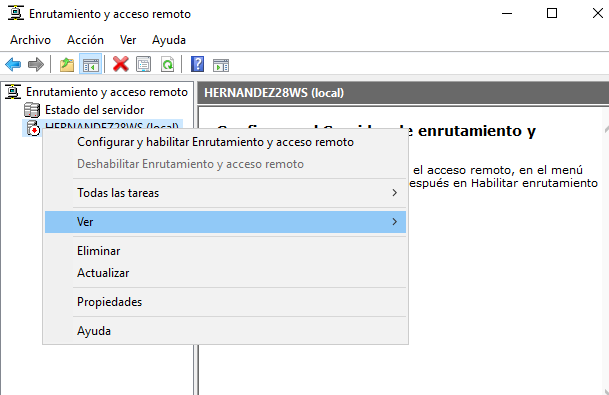 Enrutamiento y acceso remoto
Archivo Acción Ver Ayuda
Enrutamiento y acceso remoto
Estado del servidor
HERNANDEZ28WS (local)
HERNANDEZ28WS (local)
de enrutamiento y
el acceso remoto, en el menú
después en Habilitar enrutamiento
Configurar y habilitar Enrutamiento y acceso remoto
Deshabilitar Enrutamiento y acceso remoto
Todas las tareas
Ver
Eliminar
Actualizar
Propiedades
Ayuda